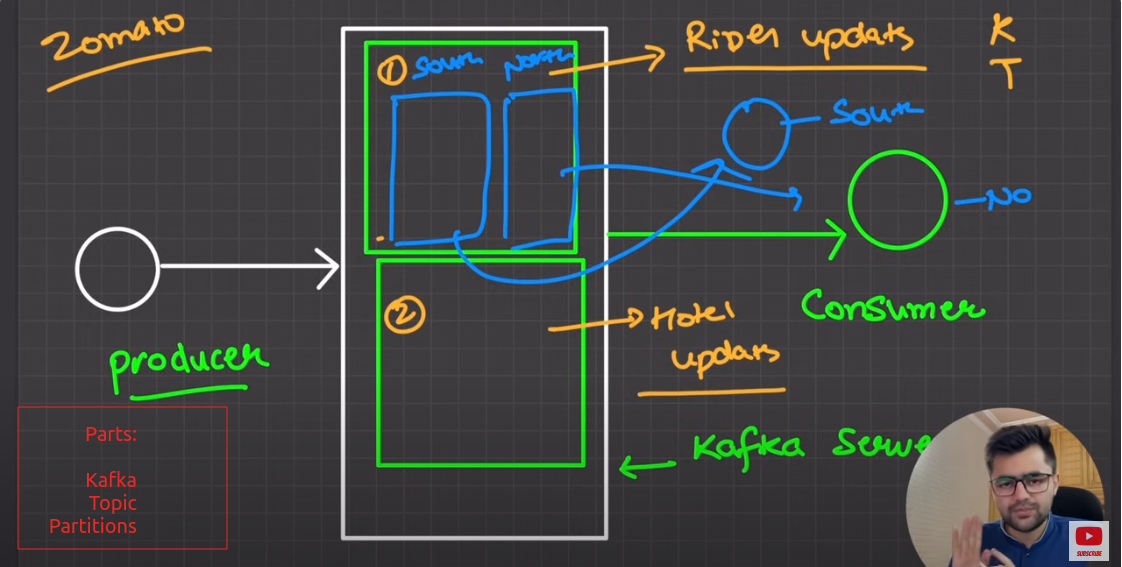 Zomato
① South North
Rider updats
K
T
South
NO
②
Consumer
Hotel
updats
producer
Kafka Serve
Parts:
Kafka
Topic
Partitions
SUBSCRIBE